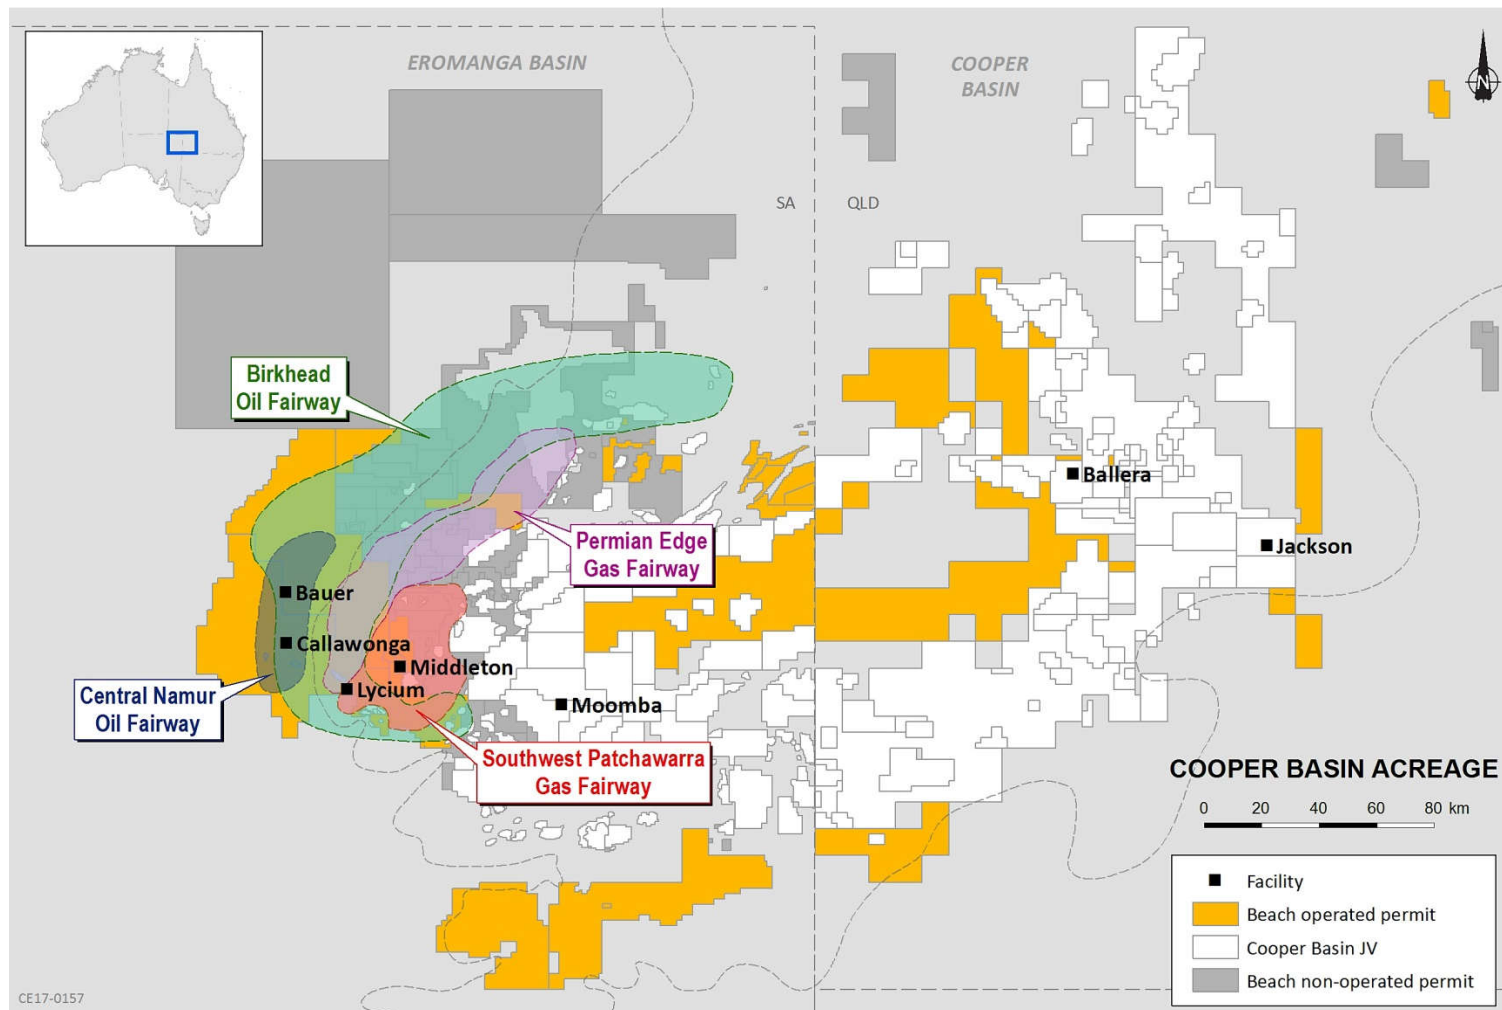 EROMANGA BASIN
COOPER
BASIN
N
SA
QLD
Birkhead
Oil Fairway
Ballera
Permian Edge
Gas Fairway
Jackson
Bauer
Callawonga
Middleton
Lycium
Central Namur
Oil Fairway
Moomba
Southwest Patchawarra
Gas Fairway
COOPER BASIN ACREAGE
0 20 40 60 80 km
Facility
Beach operated permit
Cooper Basin JV
Beach non-operated permit
CE17-0157